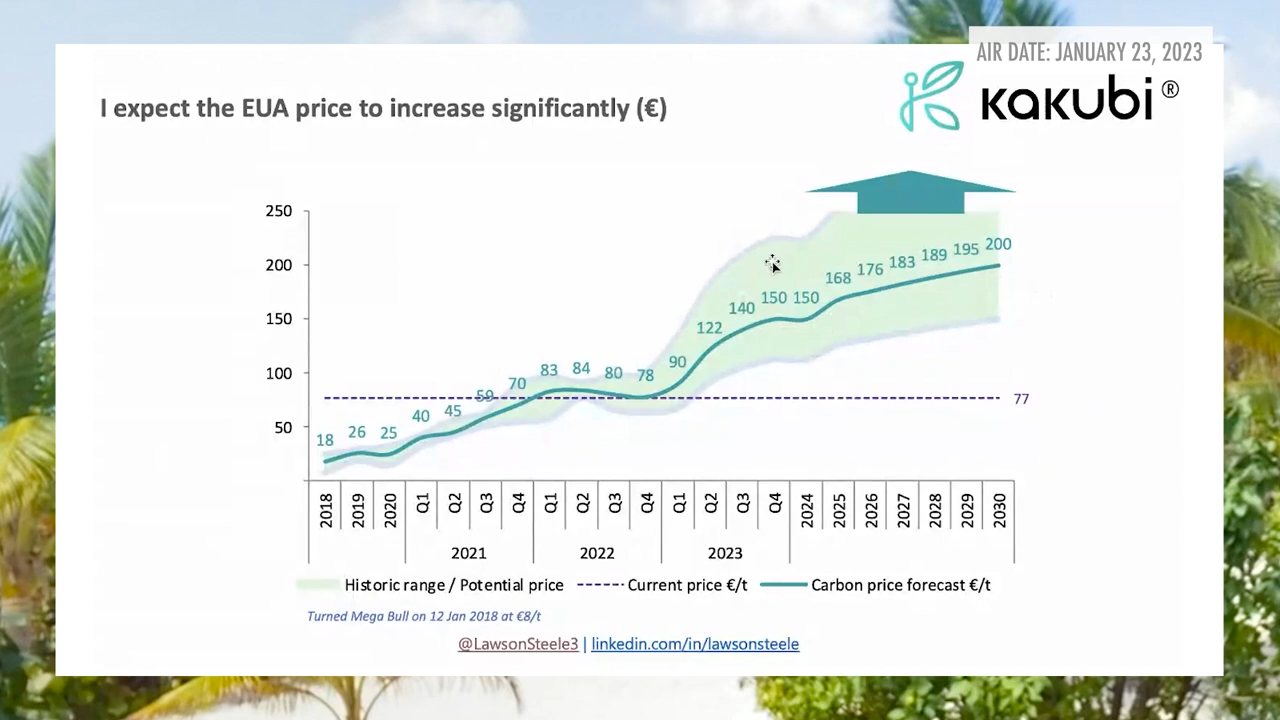 AIR DATE: JANUARY 23, 2023
kakubi®
I expect the EUA price to increase significantly (€)
250
200
150
100
50
18
26
25
40
45
59
70
83
84
80
78
90
122
140
150
150
168
176
183
189
195
200
77
2018
2019
2020
Q1
Q2
Q3
Q4
Q1
Q2
Q3
Q4
Q1
Q2
Q3
Q4
2024
2025
2026
2027
2028
2029
2030
2021
2022
2023
Historic range / Potential price
Current price €/t
Carbon price forecast €/t
Turned Mega Bull on 12 Jan 2018 at €8/t
@LawsonSteele3 | linkedin.com/in/lawsonsteele